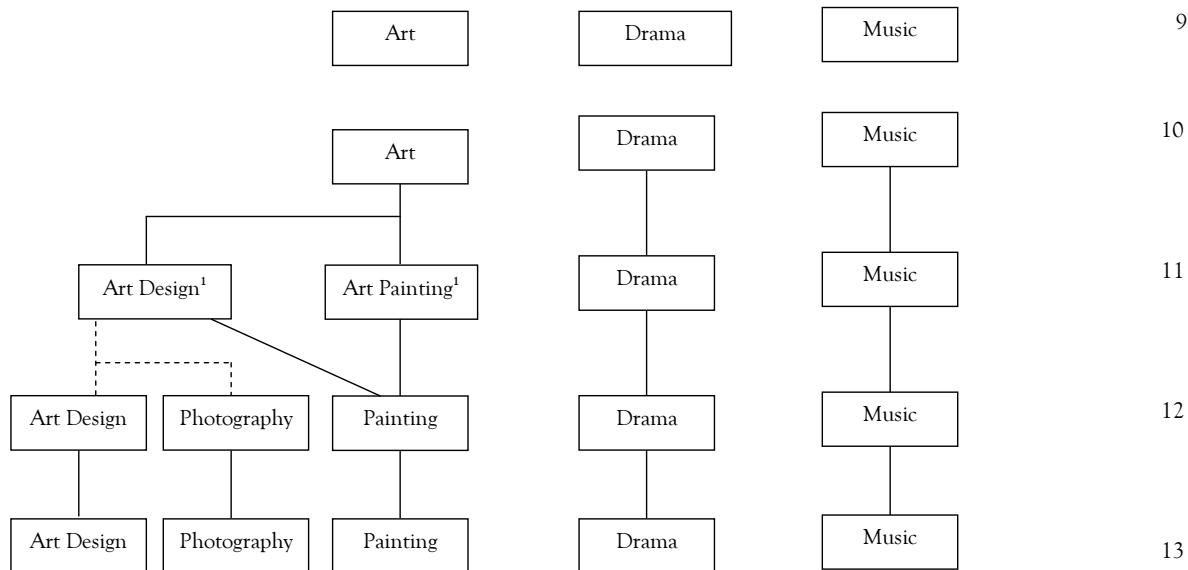 Art Drama Music 9
Art Drama Music 10
Art Design¹ Art Painting¹ Drama Music 11
Art Design Photography Painting Drama Music 12
Art Design Photography Painting Drama Music 13